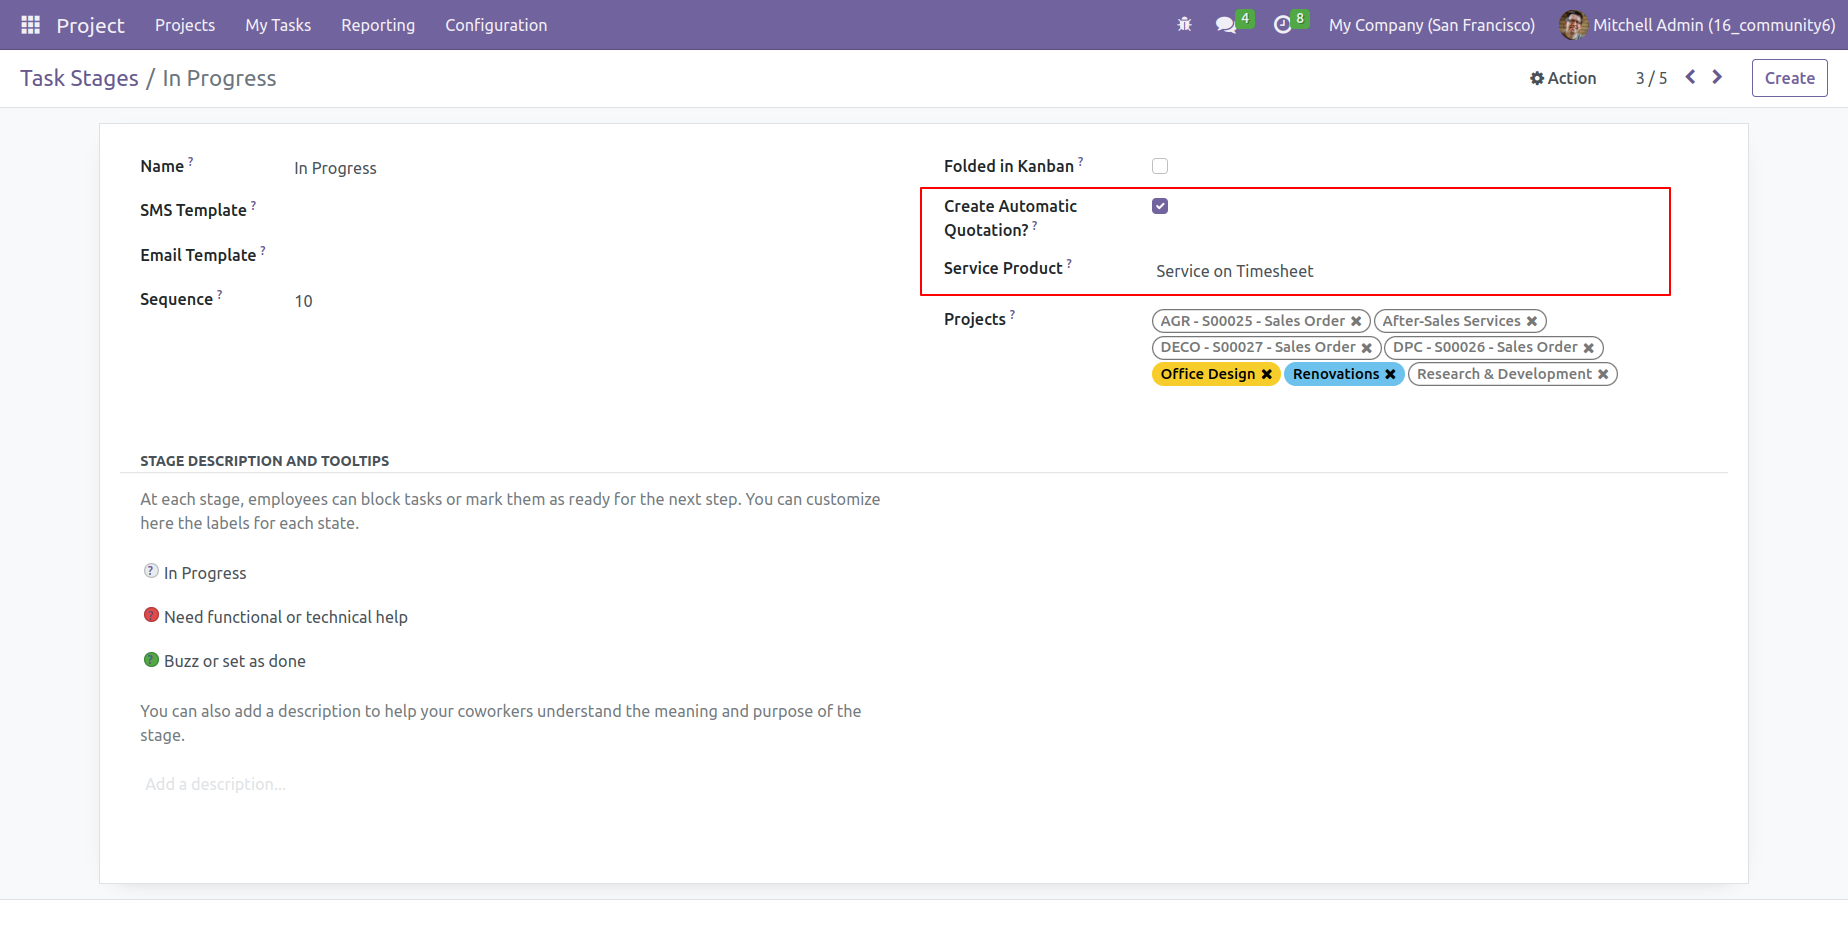 Project Projects My Tasks Reporting Configuration 4 8 My Company (San Francisco) Mitchell Admin (16_community6)
Task Stages / In Progress Action 3 / 5 Create
Name ? In Progress
SMS Template ?
Email Template ?
Sequence ? 10
Folded in Kanban ?
Create Automatic
Quotation? ?
Service Product ? Service on Timesheet
Projects ? AGR - S00025 - Sales Order ✖ After-Sales Services ✖
DECO - S00027 - Sales Order ✖ DPC - S00026 - Sales Order ✖
Office Design ✖ Renovations ✖ Research & Development ✖
STAGE DESCRIPTION AND TOOLTIPS
At each stage, employees can block tasks or mark them as ready for the next step. You can customize
here the labels for each state.
? In Progress
? Need functional or technical help
? Buzz or set as done
You can also add a description to help your coworkers understand the meaning and purpose of the
stage.
Add a description...